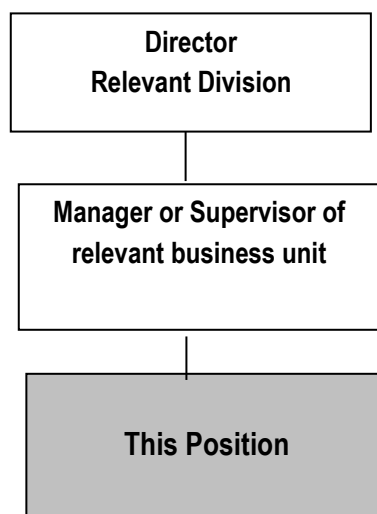 Director
Relevant Division
Manager or Supervisor of
relevant business unit
This Position